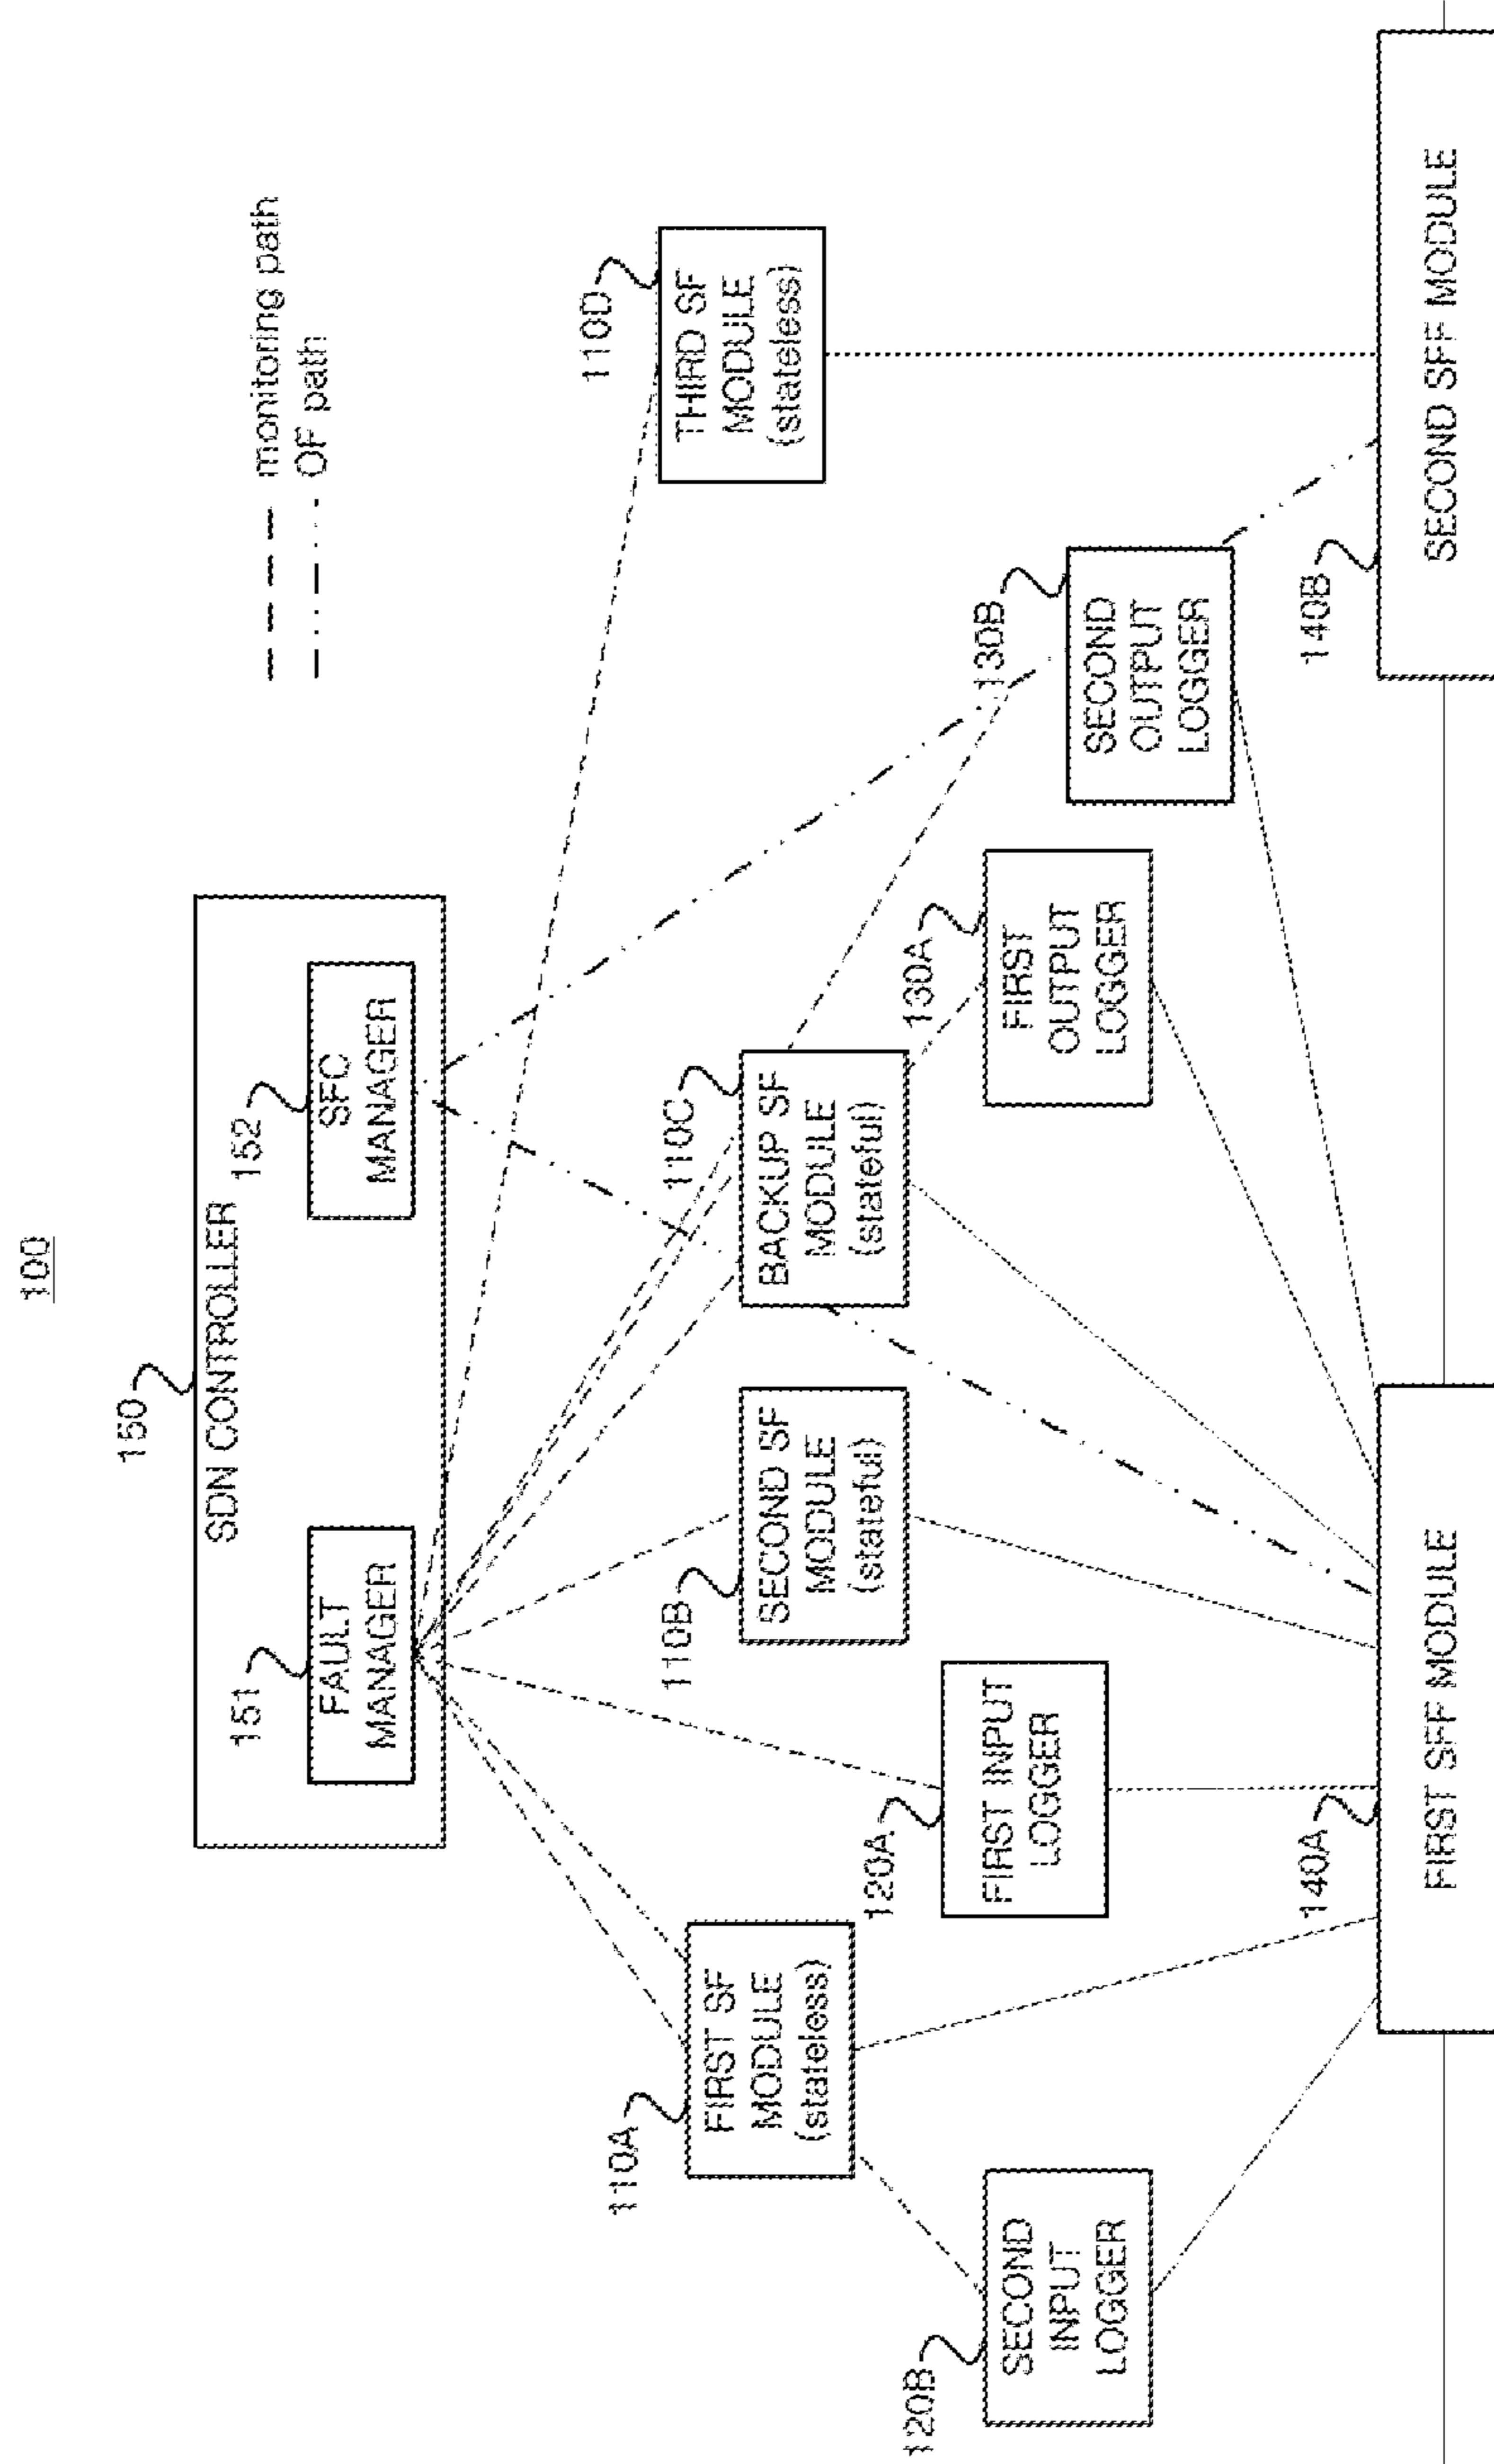 100
150
SDN CONTROLLER
151
FAULT
MANAGER
152
SFC
MANAGER
monitoring path
OF path
110A
FIRST SF
MODULE
(stateless)
110B
SECOND SF
MODULE
(stateful)
110C
BACKUP SF
MODULE
(stateful)
110D
THIRD SF
MODULE
(stateless)
120B
SECOND
INPUT
LOGGER
120A
FIRST INPUT
LOGGER
130A
FIRST
OUTPUT
LOGGER
130B
SECOND
OUTPUT
LOGGER
140A
FIRST SFF MODULE
140B
SECOND SFF MODULE